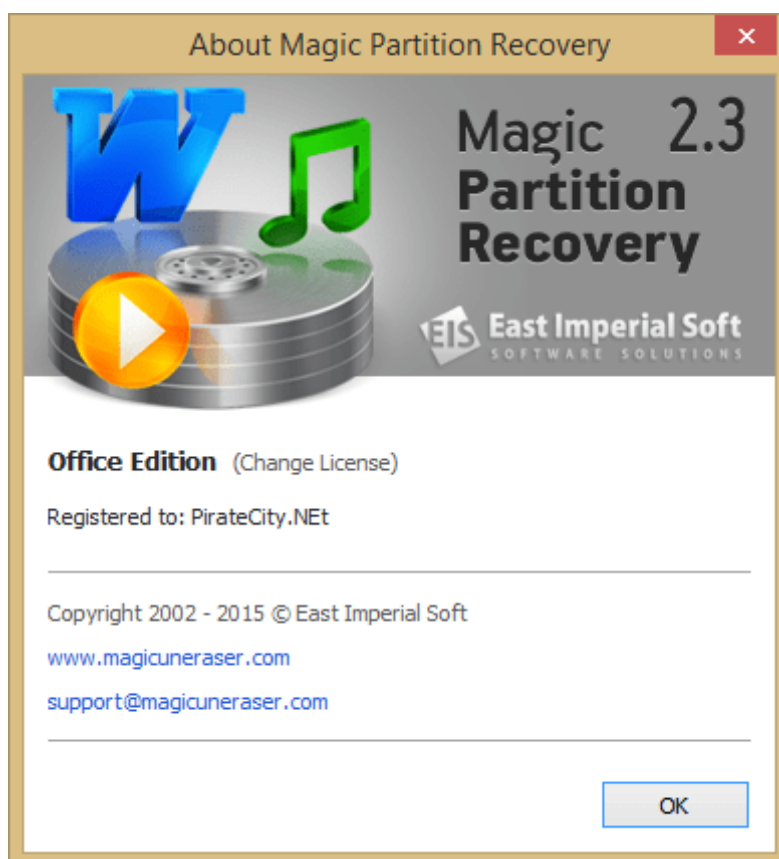 About Magic Partition Recovery
W
Magic 2.3
Partition
Recovery
EIS East Imperial Soft
SOFTWARE SOLUTIONS
Office Edition (Change License)
Registered to: PirateCity.NEt
Copyright 2002 - 2015 © East Imperial Soft
www.magicuneraser.com
support@magicuneraser.com
OK